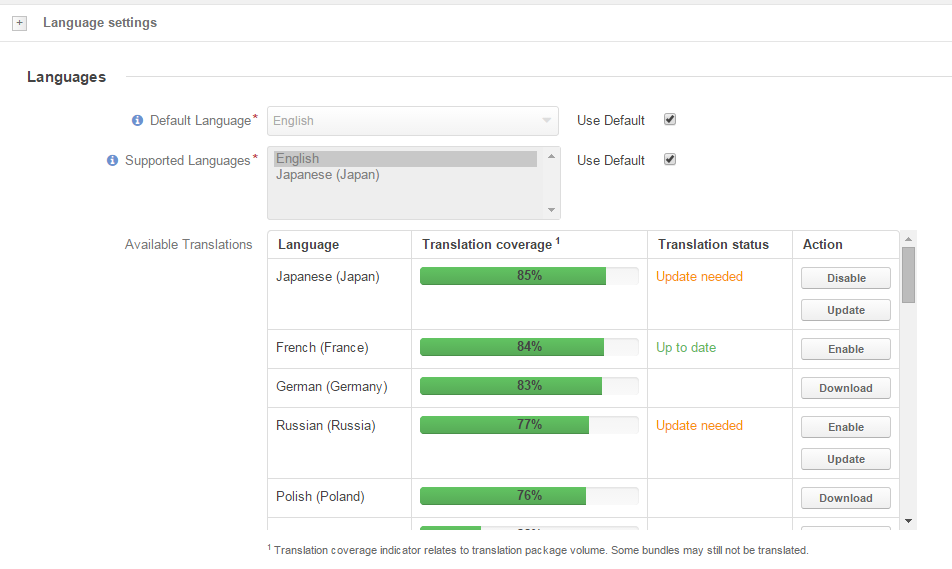 Language settings
Languages
Default Language* English Use Default
Supported Languages* English Use Default
Japanese (Japan)
Available Translations Language Translation coverage 1 Translation status Action
Japanese (Japan) 85% Update needed Disable
Update
French (France) 84% Up to date Enable
German (Germany) 83% Download
Russian (Russia) 77% Update needed Enable
Update
Polish (Poland) 76% Download
1 Translation coverage indicator relates to translation package volume. Some bundles may still not be translated.